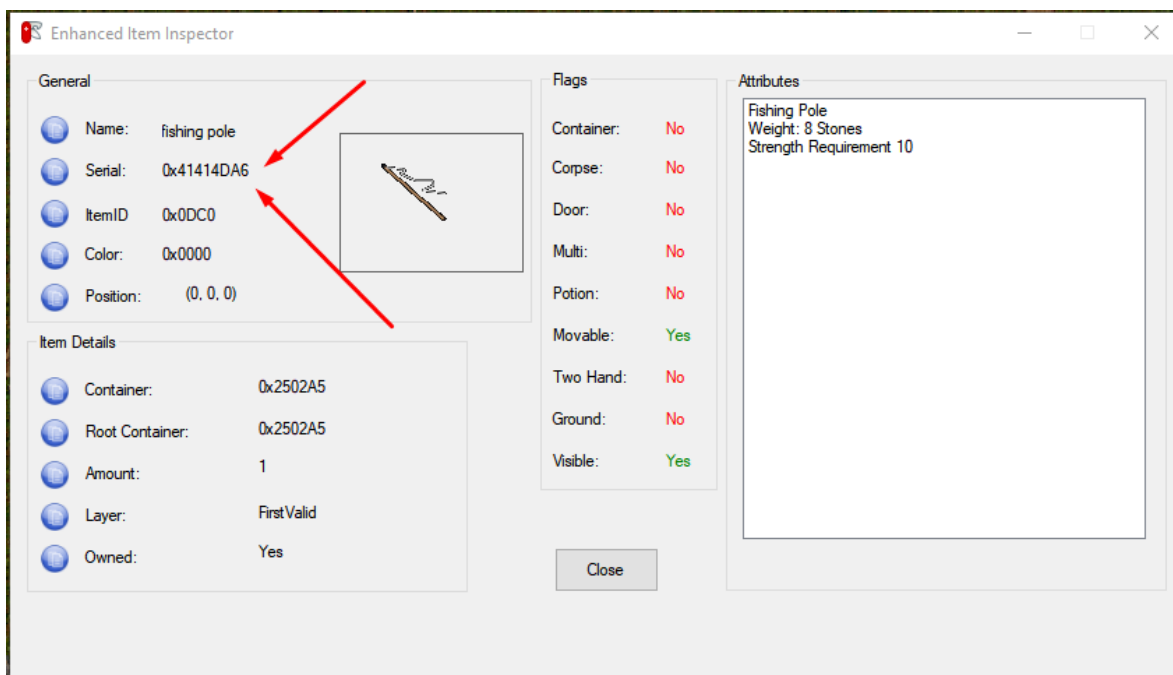 Enhanced Item Inspector
General
Name: fishing pole
Serial: 0x41414DA6
ItemID 0x0DC0
Color: 0x0000
Position: (0, 0, 0)
Item Details
Container: 0x2502A5
Root Container: 0x2502A5
Amount: 1
Layer: FirstValid
Owned: Yes
Flags
Container: No
Corpse: No
Door: No
Multi: No
Potion: No
Movable: Yes
Two Hand: No
Ground: No
Visible: Yes
Close
Attributes
Fishing Pole
Weight: 8 Stones
Strength Requirement 10